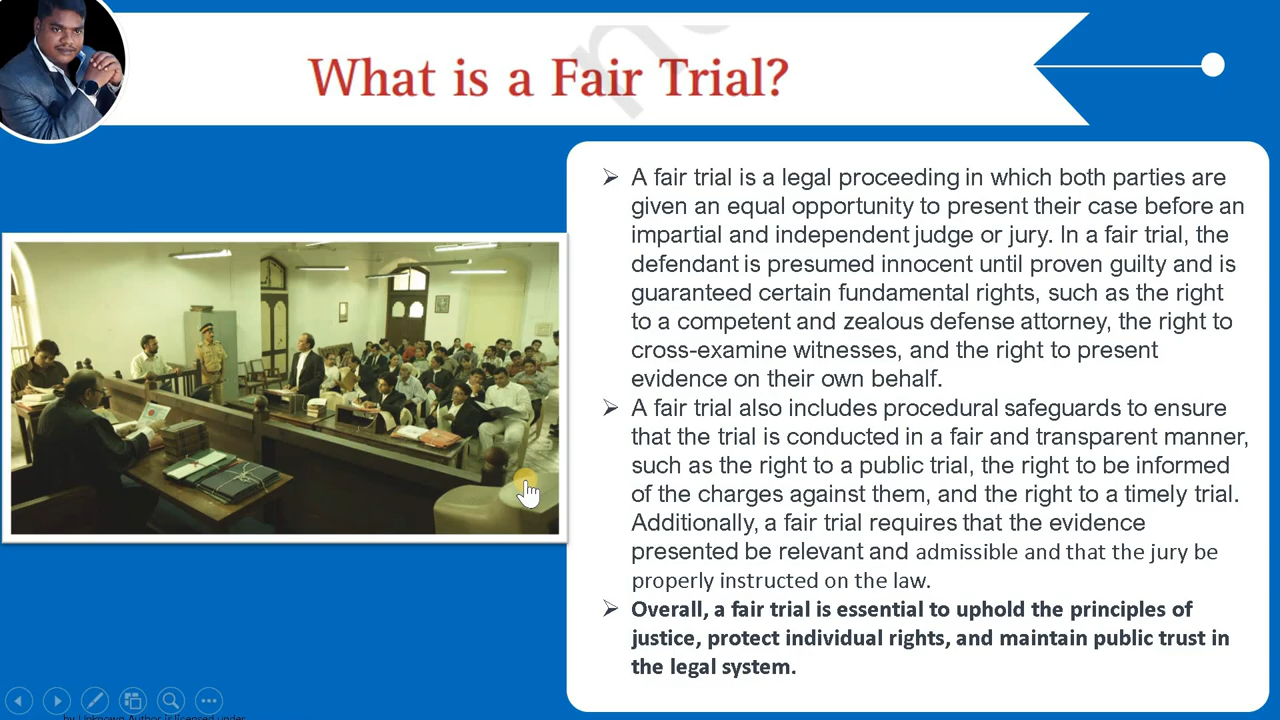 What is a Fair Trial?
➢ A fair trial is a legal proceeding in which both parties are
given an equal opportunity to present their case before an
impartial and independent judge or jury. In a fair trial, the
defendant is presumed innocent until proven guilty and is
guaranteed certain fundamental rights, such as the right
to a competent and zealous defense attorney, the right to
cross-examine witnesses, and the right to present
evidence on their own behalf.
➢ A fair trial also includes procedural safeguards to ensure
that the trial is conducted in a fair and transparent manner,
such as the right to a public trial, the right to be informed
of the charges against them, and the right to a timely trial.
Additionally, a fair trial requires that the evidence
presented be relevant and admissible and that the jury be
properly instructed on the law.
➢ Overall, a fair trial is essential to uphold the principles of
justice, protect individual rights, and maintain public trust in
the legal system.
by Unknown Author is licensed under